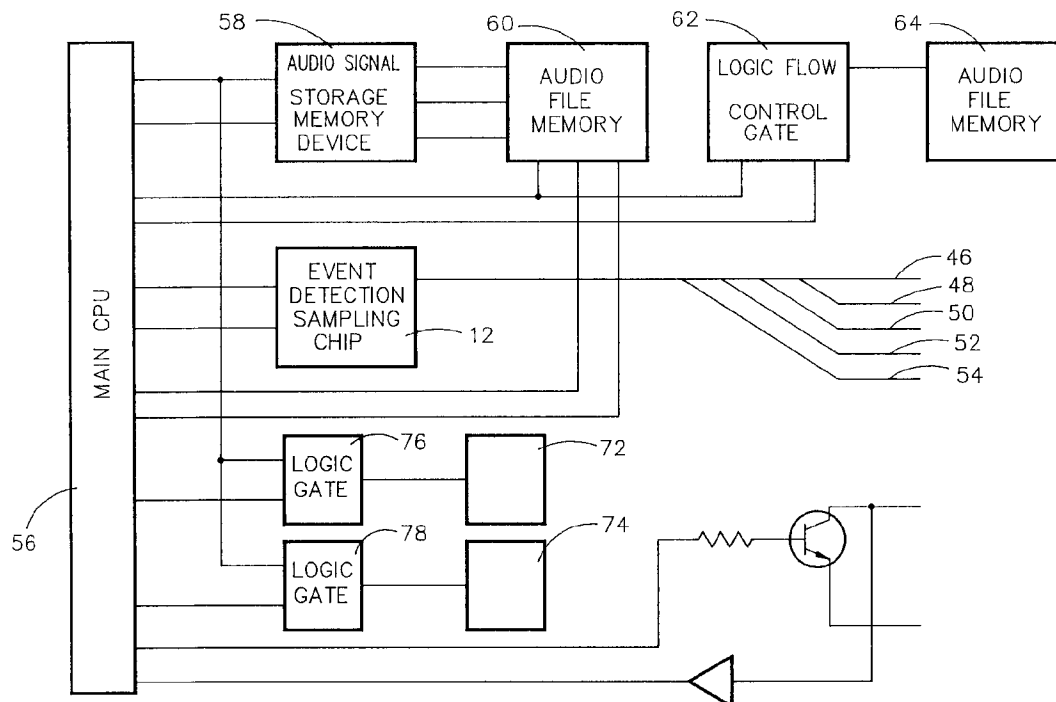 58
60
62
64
AUDIO SIGNAL
STORAGE
MEMORY
DEVICE
AUDIO
FILE
MEMORY
LOGIC FLOW
CONTROL
GATE
AUDIO
FILE
MEMORY
MAIN CPU
EVENT
DETECTION
SAMPLING
CHIP
12
46
48
50
52
54
76
72
LOGIC
GATE
56
78
74
LOGIC
GATE